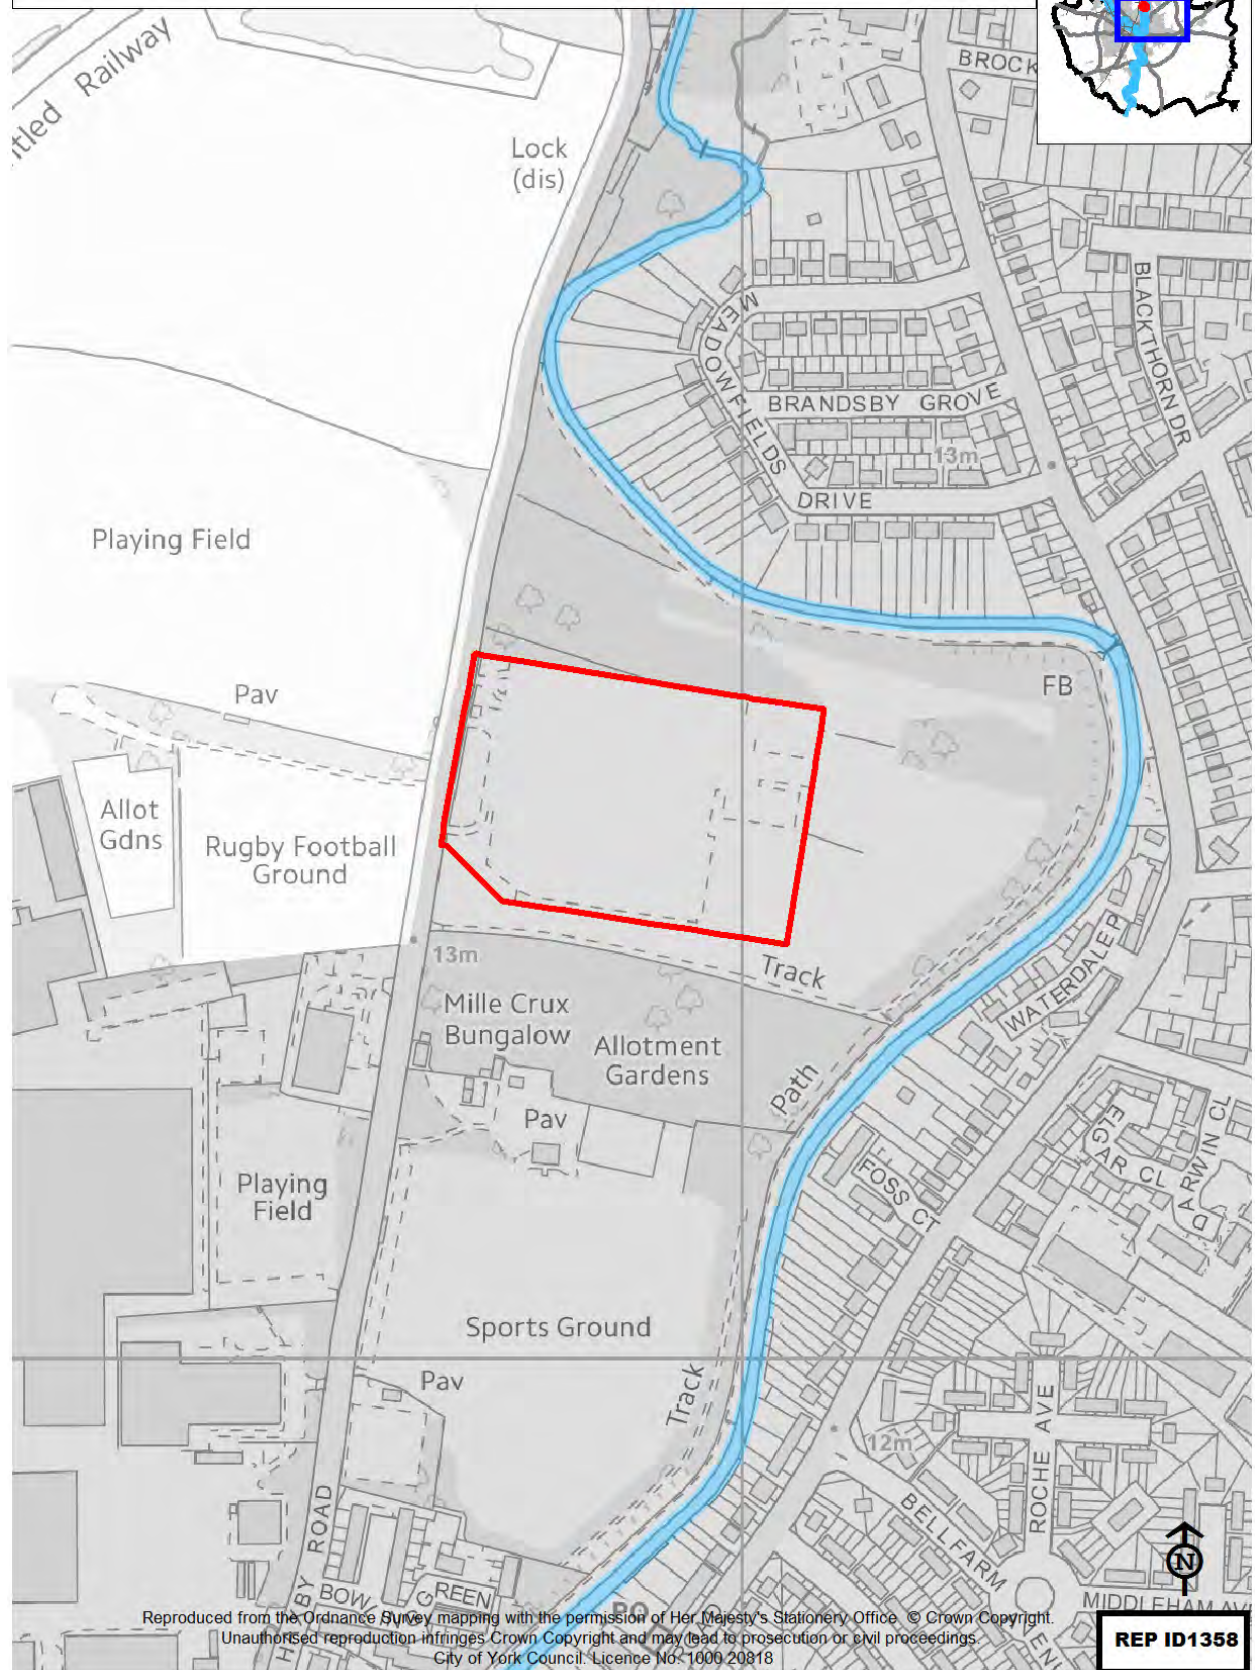 BROCK
Railway
Lock
(dis)
BLACKTHORN DR
MEADOWFIELDS
BRANDSBY GROVE
13m
DRIVE
Playing Field
Pav
FB
Allot
Gdns
Rugby Football
Ground
13m
Track
WATERDALE P
Mille Crux
Bungalow
Allotment
Gardens
Path
Pav
ELGAR CL
DARWIN CL
FOSS CT
Playing
Field
Sports Ground
Pav
Track
12m
ROCHE AVE
BELLFARM
ROAD
GREEN
N
MIDDLEHAM AV
Reproduced from the Ordnance Survey mapping with the permission of Her Majesty's Stationery Office. © Crown Copyright.
Unauthorised reproduction infringes Crown Copyright and may lead to prosecution or civil proceedings.
City of York Council. Licence No. 1000 20818
REP ID1358